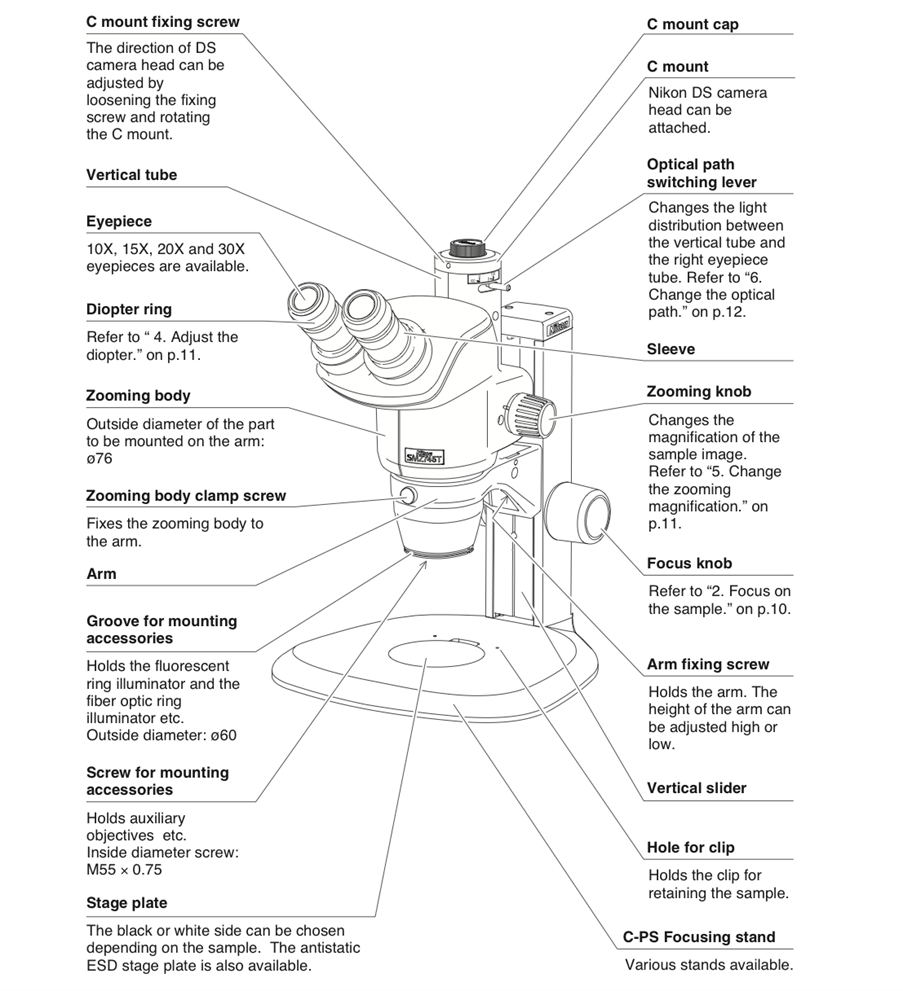 C mount fixing screw
The direction of DS
camera head can be
adjusted by
loosening the fixing
screw and rotating
the C mount.
Vertical tube
Eyepiece
10X, 15X, 20X and 30X
eyepieces are available.
Diopter ring
Refer to “ 4. Adjust the
diopter.” on p.11.
Zooming body
Outside diameter of the part
to be mounted on the arm:
ø76
Zooming body clamp screw
Fixes the zooming body to
the arm.
Arm
Groove for mounting
accessories
Holds the fluorescent
ring illuminator and the
fiber optic ring
illuminator etc.
Outside diameter: ø60
Screw for mounting
accessories
Holds auxiliary
objectives  etc.
Inside diameter screw:
M55 × 0.75
Stage plate
The black or white side can be chosen
depending on the sample.  The antistatic
ESD stage plate is also available.
Nikon
Nikon
SMZ745T
C mount cap
C mount
Nikon DS camera
head can be
attached.
Optical path
switching lever
Changes the light
distribution between
the vertical tube and
the right eyepiece
tube. Refer to “6.
Change the optical
path.” on p.12.
Sleeve
Zooming knob
Changes the
magnification of the
sample image.
Refer to “5. Change
the zooming
magnification.” on
p.11.
Focus knob
Refer to “2. Focus on
the sample.” on p.10.
Arm fixing screw
Holds the arm. The
height of the arm can
be adjusted high or
low.
Vertical slider
Hole for clip
Holds the clip for
retaining the sample.
C-PS Focusing stand
Various stands available.